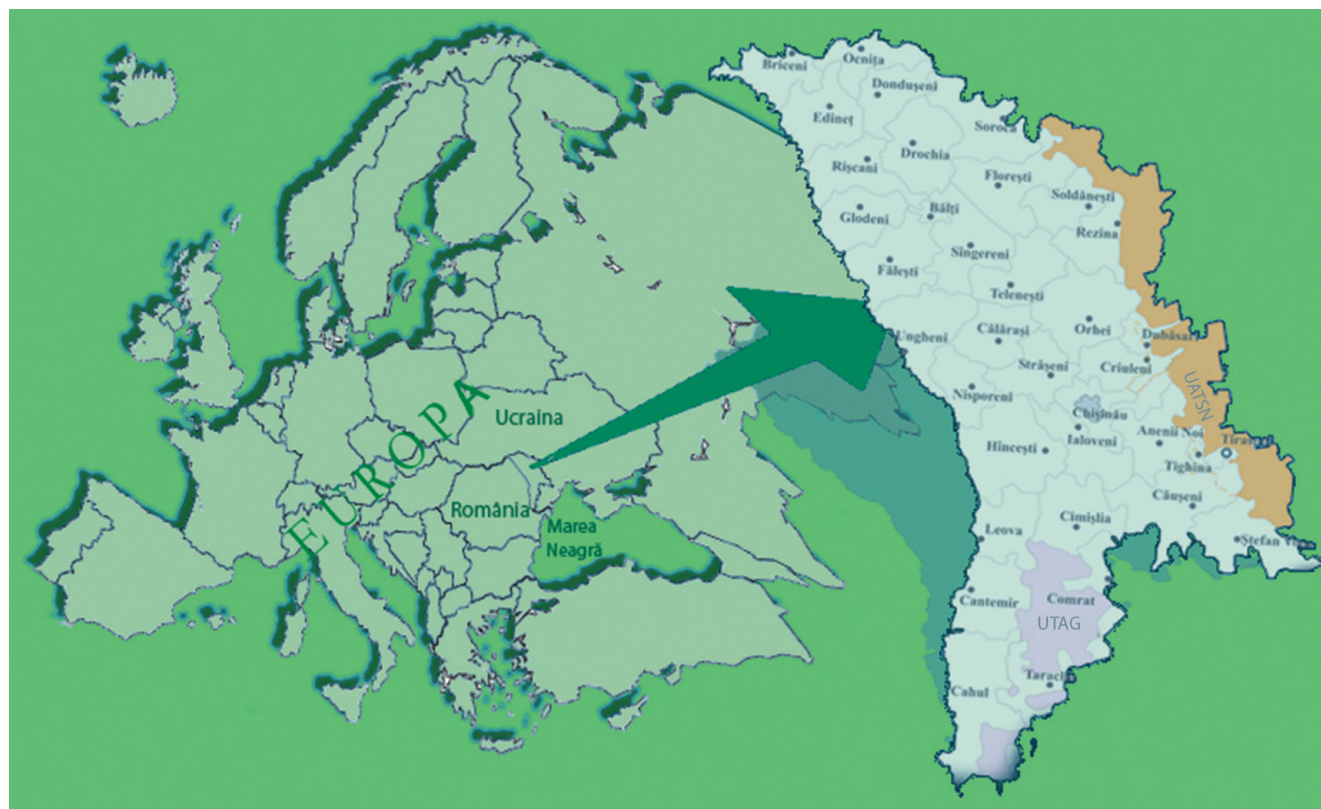 EUROPA
Ucraina
România
Marea
Neagră
Briceni
Ocnița
Dondușeni
Edineț
Soroca
Drochia
Rîșcani
Florești
Soldănești
Glodeni
Bălți
Rezina
Sîngerei
Fălești
Telenești
Ungheni
Călărași
Orhei
Dubăsari
Strășeni
Criuleni
UATSN
Nisporeni
Chișinău
Ialoveni
Anenii Noi
Hîncești
Tighina
Căușeni
Leova
Cimișlia
Cantemir
Comrat
UTAG
Cahul